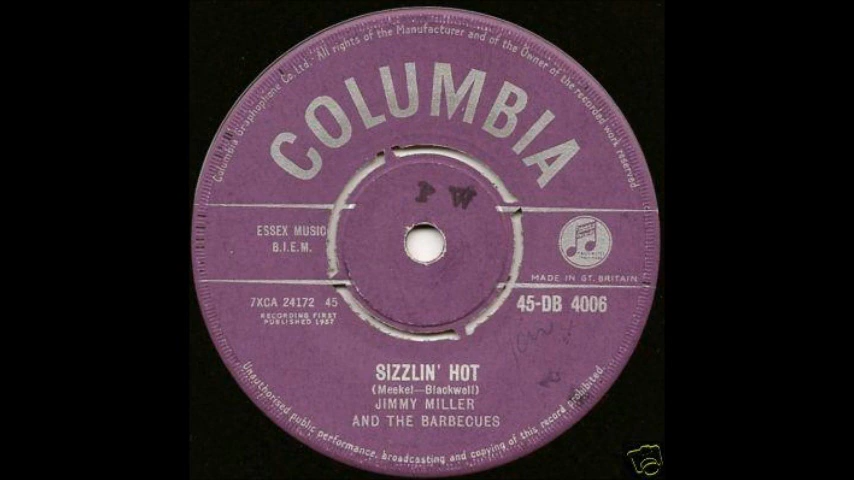 Columbia Graphophone Co. Ltd. All rights of the Manufacturer and of the Owner of the recorded work reserved.
COLUMBIA
P W
ESSEX MUSIC
B.I.E.M.
MADE IN GT. BRITAIN
7XCA 24172 45
RECORDING FIRST
PUBLISHED 1957
45-DB 4006
SIZZLIN' HOT
(Meekel—Blackwell)
JIMMY MILLER
AND THE BARBECUES
Unauthorised public performance, broadcasting and copying of this record prohibited.